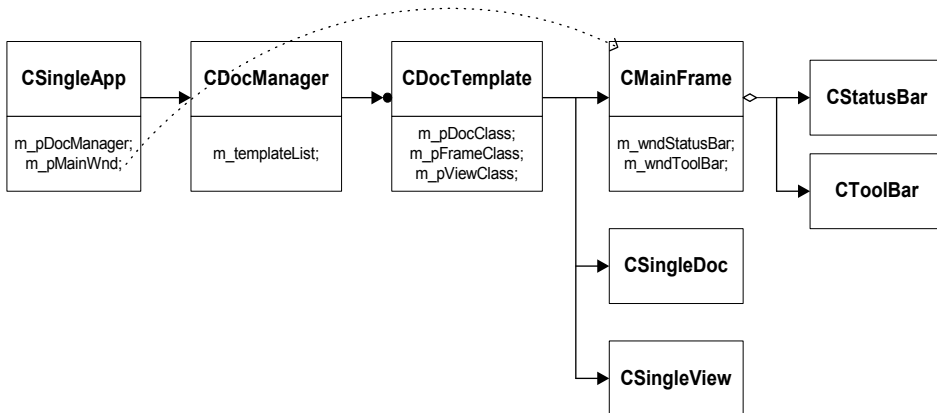 CSingleApp
m_pDocManager;
m_pMainWnd;
CDocManager
m_templateList;
CDocTemplate
m_pDocClass;
m_pFrameClass;
m_pViewClass;
CMainFrame
m_wndStatusBar;
m_wndToolBar;
CStatusBar
CToolBar
CSingleDoc
CSingleView